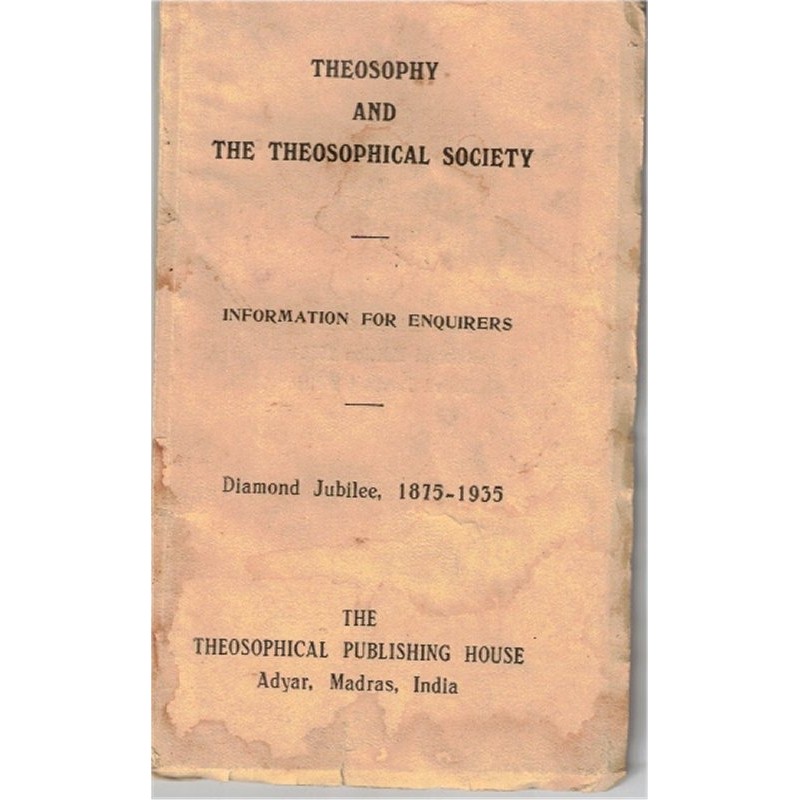 THEOSOPHY
AND
THE THEOSOPHICAL SOCIETY
INFORMATION FOR ENQUIRERS
Diamond Jubilee, 1875-1935
THE
THEOSOPHICAL PUBLISHING HOUSE
Adyar, Madras, India